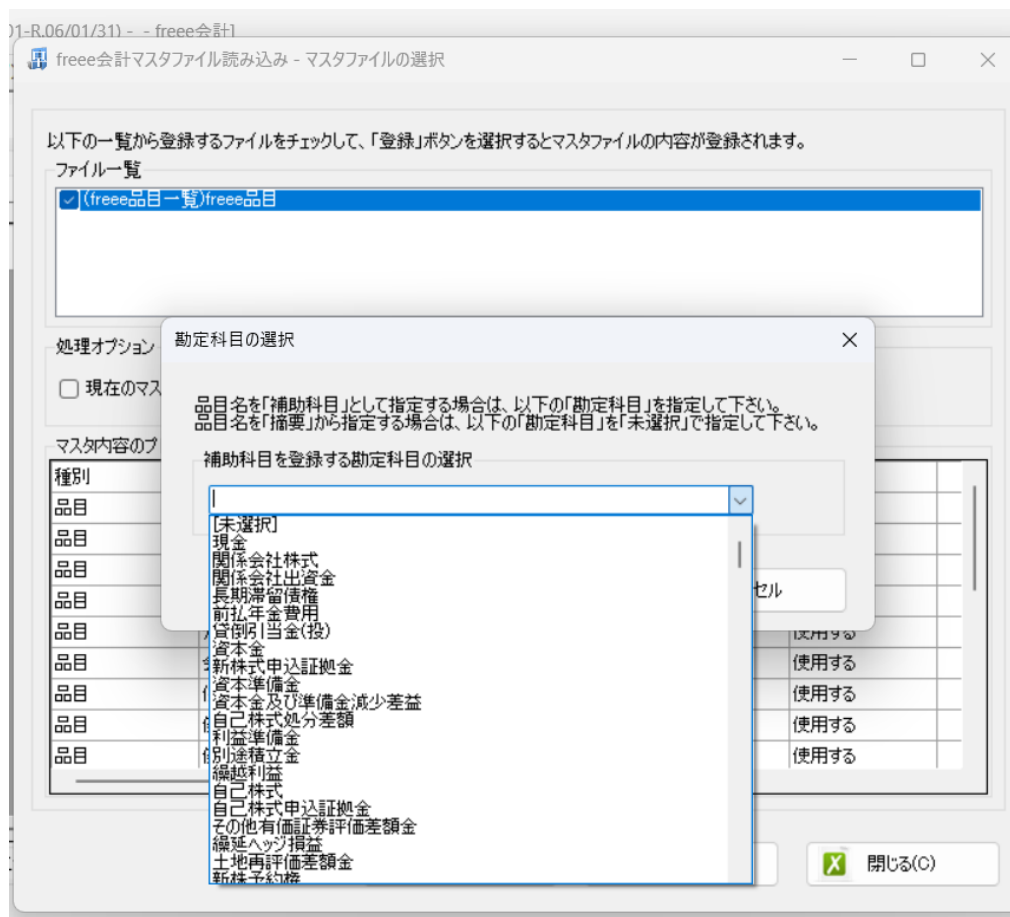 01-R.06/01/31) - - freee会計]
freee会計マスタファイル読み込み - マスタファイルの選択
以下の一覧から登録するファイルをチェックして、「登録」ボタンを選択するとマスタファイルの内容が登録されます。
ファイル一覧
(freee品目一覧)freee品目
処理オプション
現在のマス
勘定科目の選択
品目名を「補助科目」として指定する場合は、以下の「勘定科目」を指定して下さい。
品目名を「摘要」から指定する場合は、以下の「勘定科目」を「未選択」で指定して下さい。
補助科目を登録する勘定科目の選択
[未選択]
現金
関係会社株式
関係会社出資金
長期滞留債権
前払年金費用
貸倒引当金(投)
資本金
新株式申込証拠金
資本準備金
資本金及び準備金減少差益
自己株式処分差額
利益準備金
別途積立金
繰越利益
自己株式
自己株式申込証拠金
その他有価証券評価差額金
繰延ヘッジ損益
土地再評価差額金
新株予約権
セル
マスタ内容のプ
種別
品目
品目
品目
品目
品目 使用する
品目 使用する
品目 使用する
品目 使用する
品目 使用する
閉じる(C)